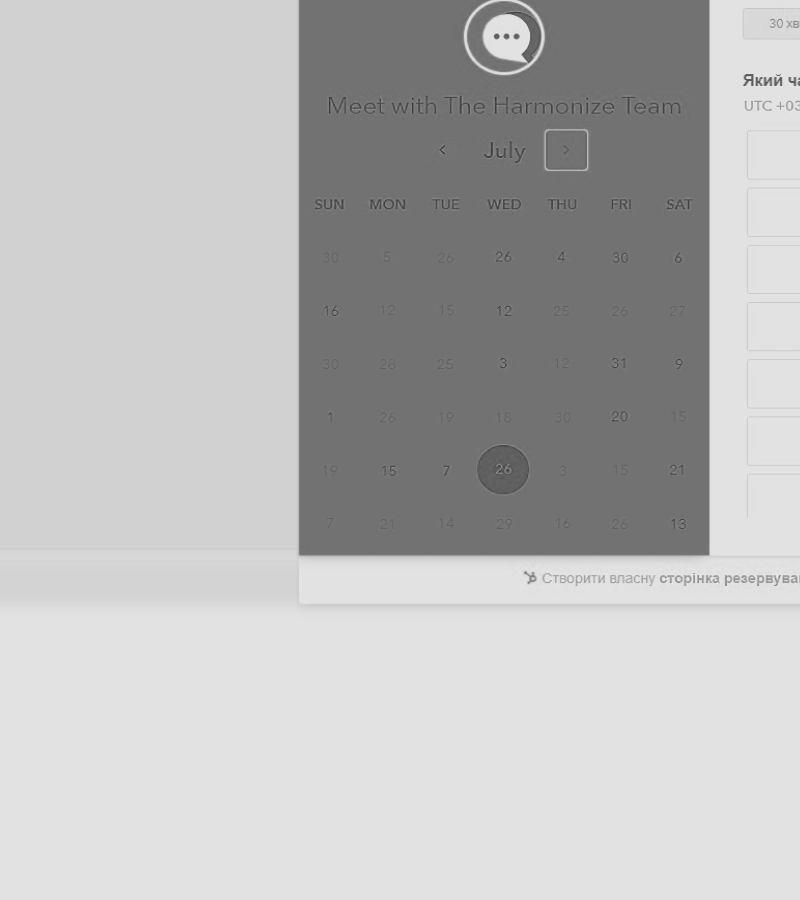 30 хв
Meet with The Harmonize Team
Який ча
UTC +03
July
SUN MON TUE WED THU FRI SAT
30 5 26 26 4 30 6
16 12 15 12 25 26 27
30 28 25 3 12 31 9
1 26 19 18 30 20 15
19 15 7 26 3 15 21
7 21 14 29 16 26 13
Створити власну сторінка резервува